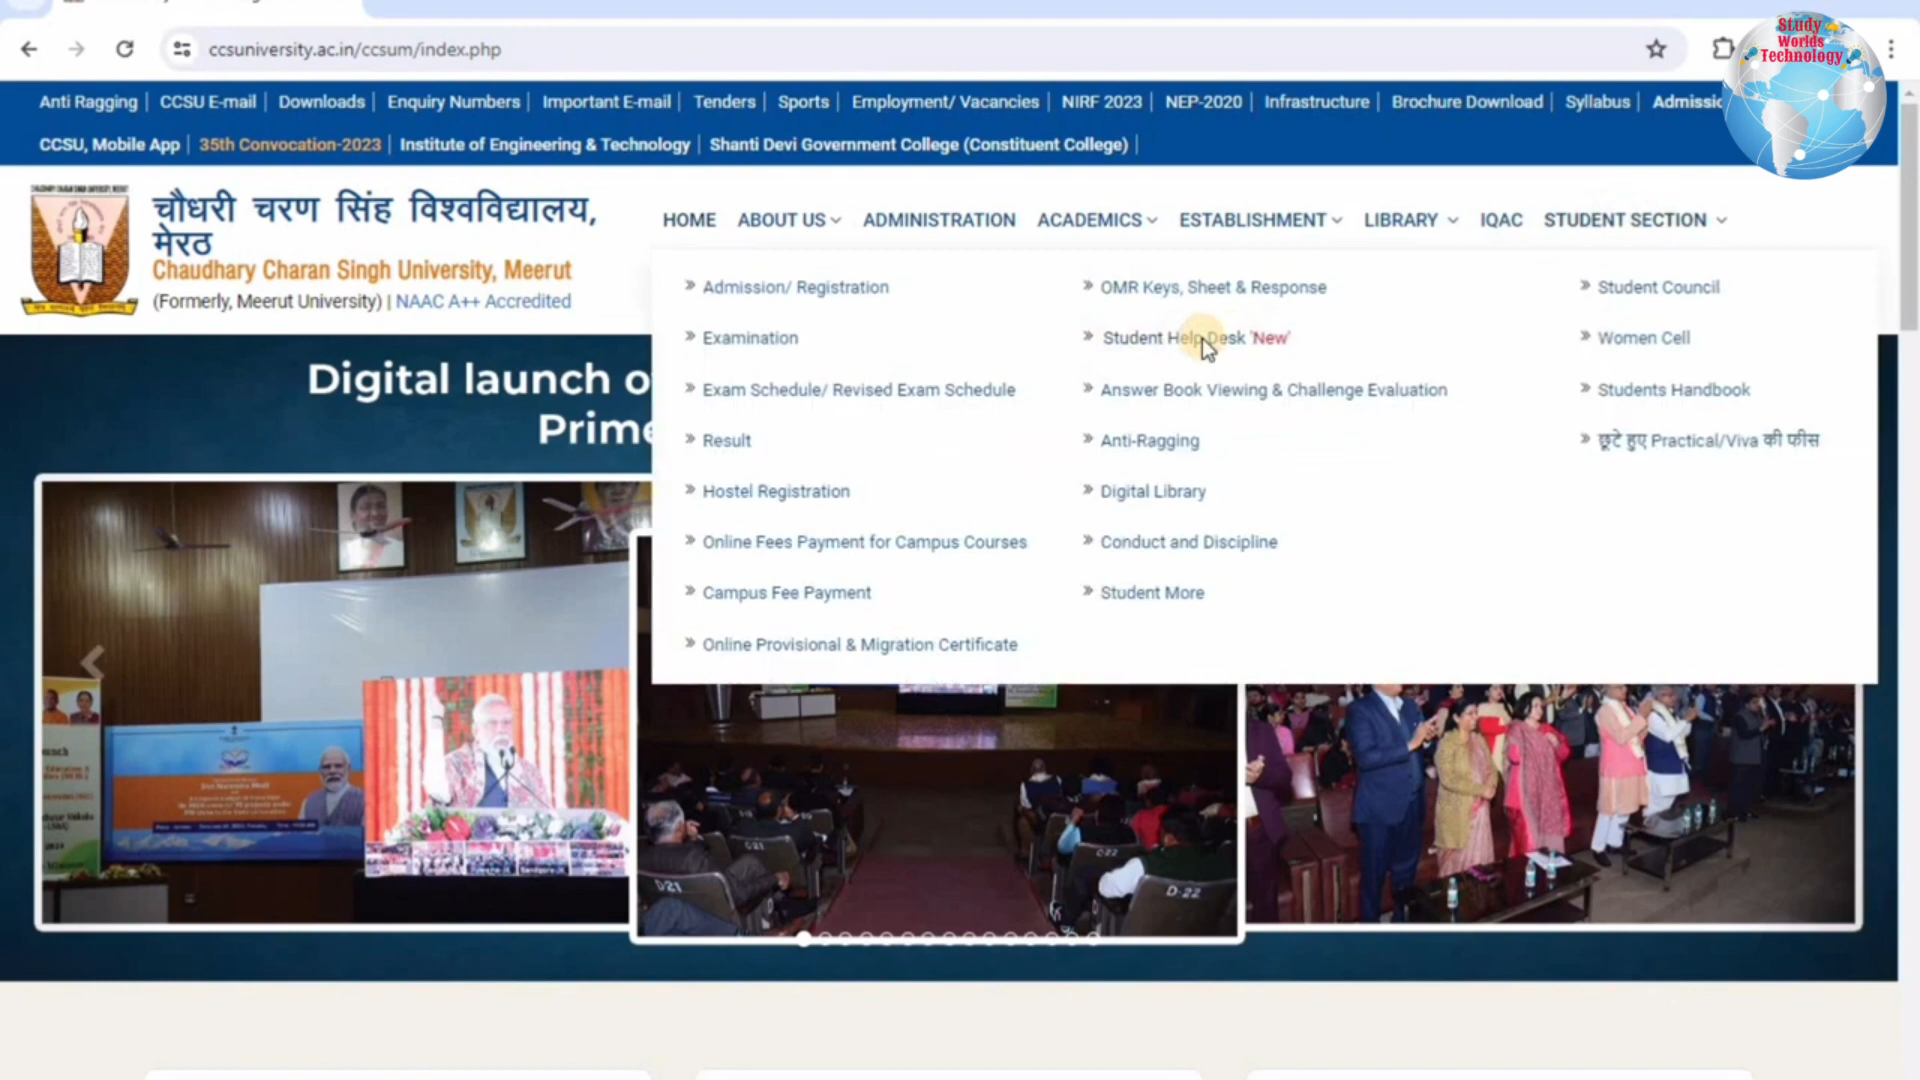 ccsuniversity.ac.in/ccsum/index.php
Study
Worlds
Technology
Anti Ragging | CCSU E-mail | Downloads | Enquiry Numbers | Important E-mail | Tenders | Sports | Employment/ Vacancies | NIRF 2023 | NEP-2020 | Infrastructure | Brochure Download | Syllabus |
CCSU, Mobile App | 35th Convocation-2023 | Institute of Engineering & Technology | Shanti Devi Government College (Constituent College) |
चौधरी चरण सिंह विश्वविद्यालय,
मेरठ
Chaudhary Charan Singh University, Meerut
(Formerly, Meerut University) | NAAC A++ Accredited
HOME ABOUT US ADMINISTRATION ACADEMICS ESTABLISHMENT LIBRARY IQAC STUDENT SECTION
» Admission/ Registration
» Examination
» Exam Schedule/ Revised Exam Schedule
» Result
» Hostel Registration
» Online Fees Payment for Campus Courses
» Campus Fee Payment
» Online Provisional & Migration Certificate
» OMR Keys, Sheet & Response
» Student Help Desk 'New'
» Answer Book Viewing & Challenge Evaluation
» Anti-Ragging
» Digital Library
» Conduct and Discipline
» Student More
» Student Council
» Women Cell
» Students Handbook
» छूटे हुए Practical/Viva की फीस
Digital launch
D21
C21
C22
D-22